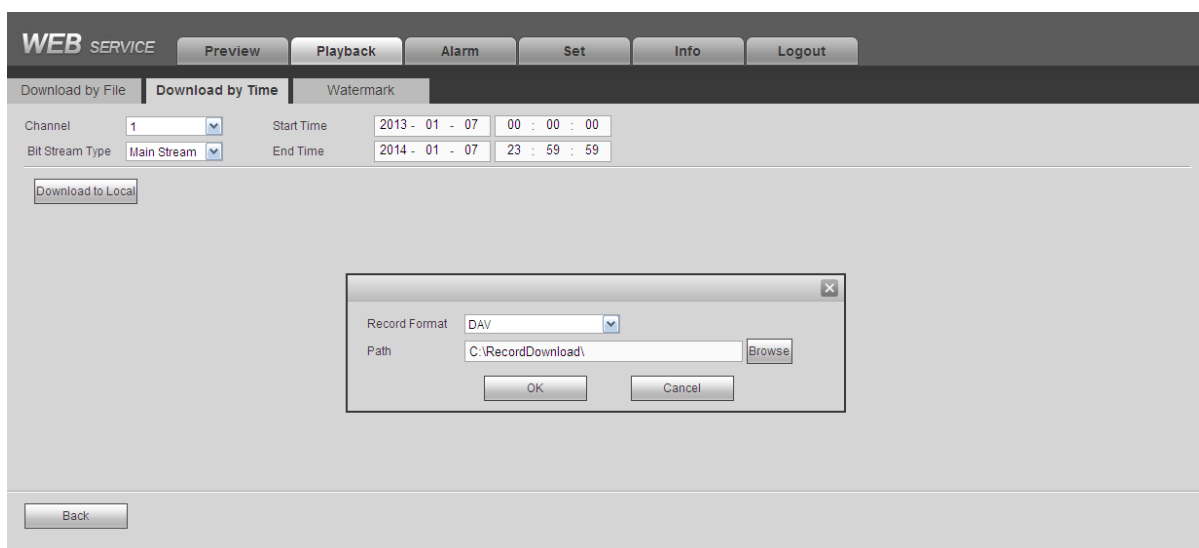 WEB SERVICE Preview Playback Alarm Set Info Logout
Download by File Download by Time Watermark
Channel 1 Start Time 2013 - 01 - 07 00 : 00 : 00
Bit Stream Type Main Stream End Time 2014 - 01 - 07 23 : 59 : 59
Download to Local
Record Format DAV
Path C:\RecordDownload\ Browse
OK Cancel
Back